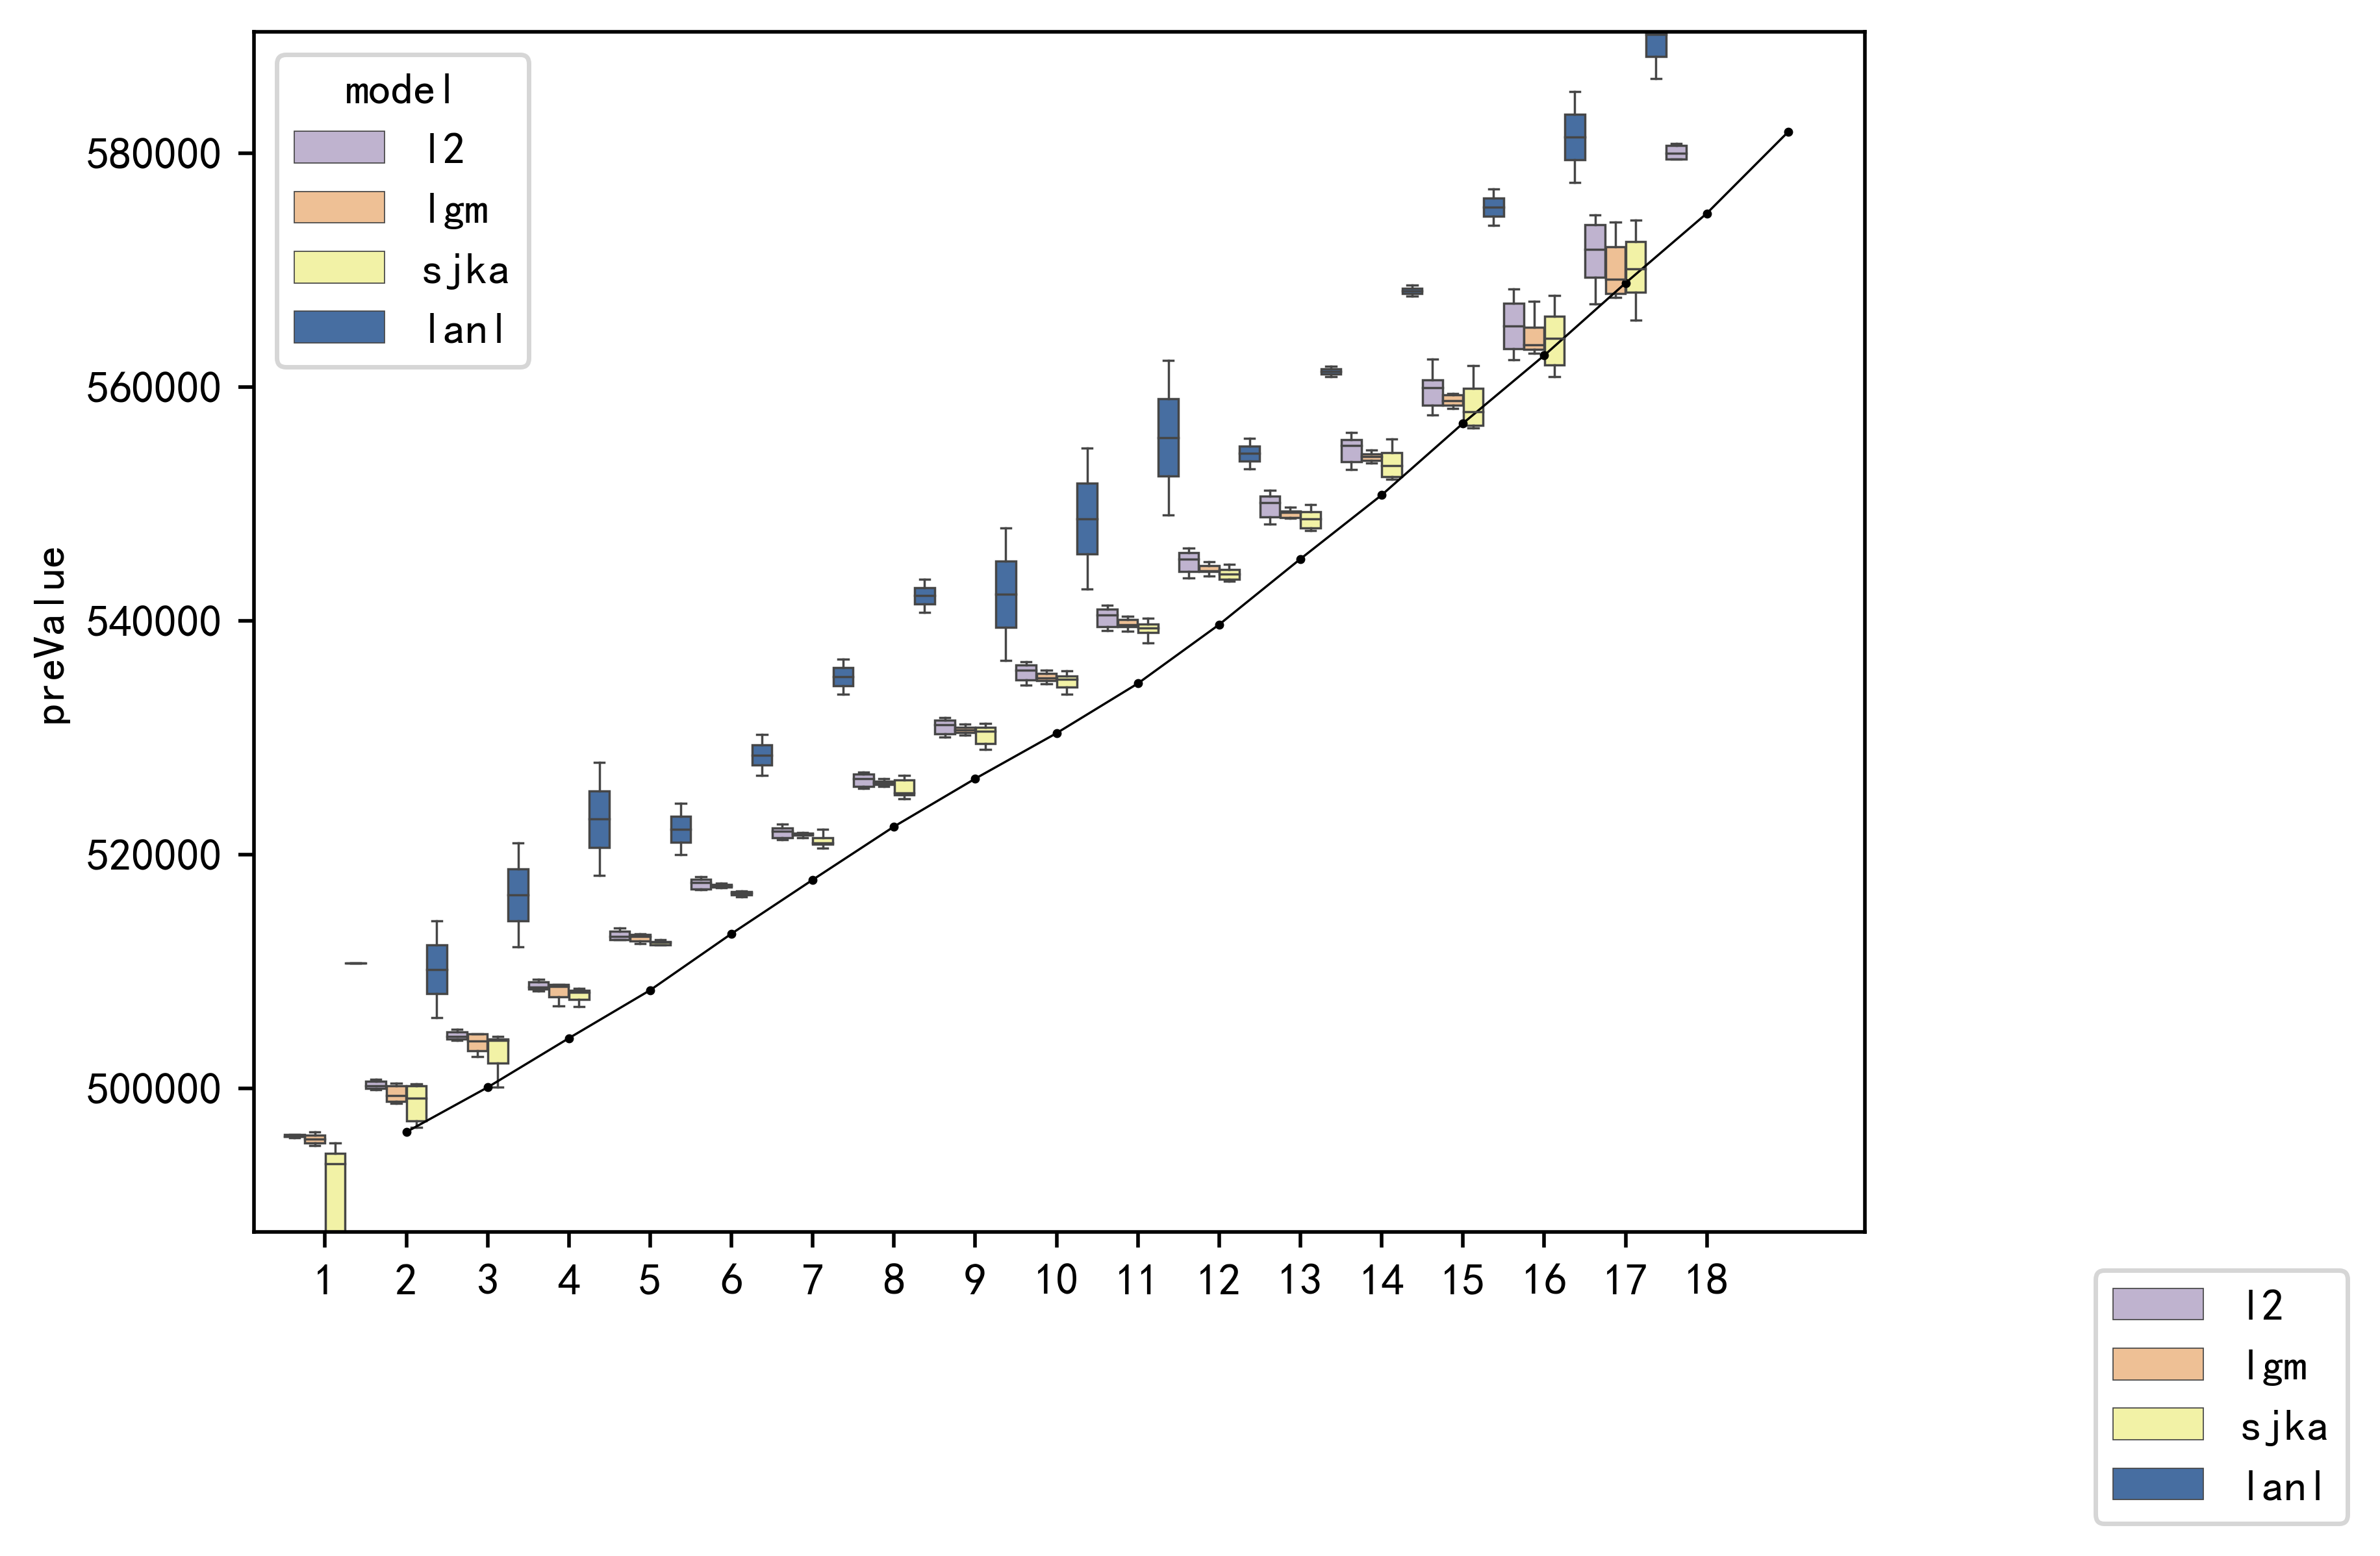 model
l2
lgm
sjka
lanl
preValue
580000
560000
540000
520000
500000
1 2 3 4 5 6 7 8 9 10 11 12 13 14 15 16 17 18
l2
lgm
sjka
lanl